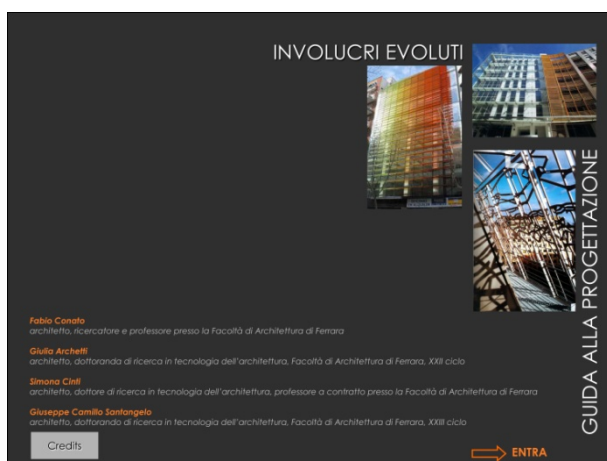 INVOLUCRI EVOLUTI
GUIDA ALLA PROGETTAZIONE
Fabio Conato
architetto, ricercatore e professore presso la Facoltà di Architettura di Ferrara
Giulia Archetti
architetto, dottoranda di ricerca in tecnologia dell'architettura, Facoltà di Architettura di Ferrara, XXII ciclo
Simona Cinti
architetto, dottore di ricerca in tecnologia dell'architettura, professore a contratto presso la Facoltà di Architettura di Ferrara
Giuseppe Camillo Santangelo
architetto, dottorando di ricerca in tecnologia dell'architettura, Facoltà di Architettura di Ferrara, XXIII ciclo
Credits
ENTRA